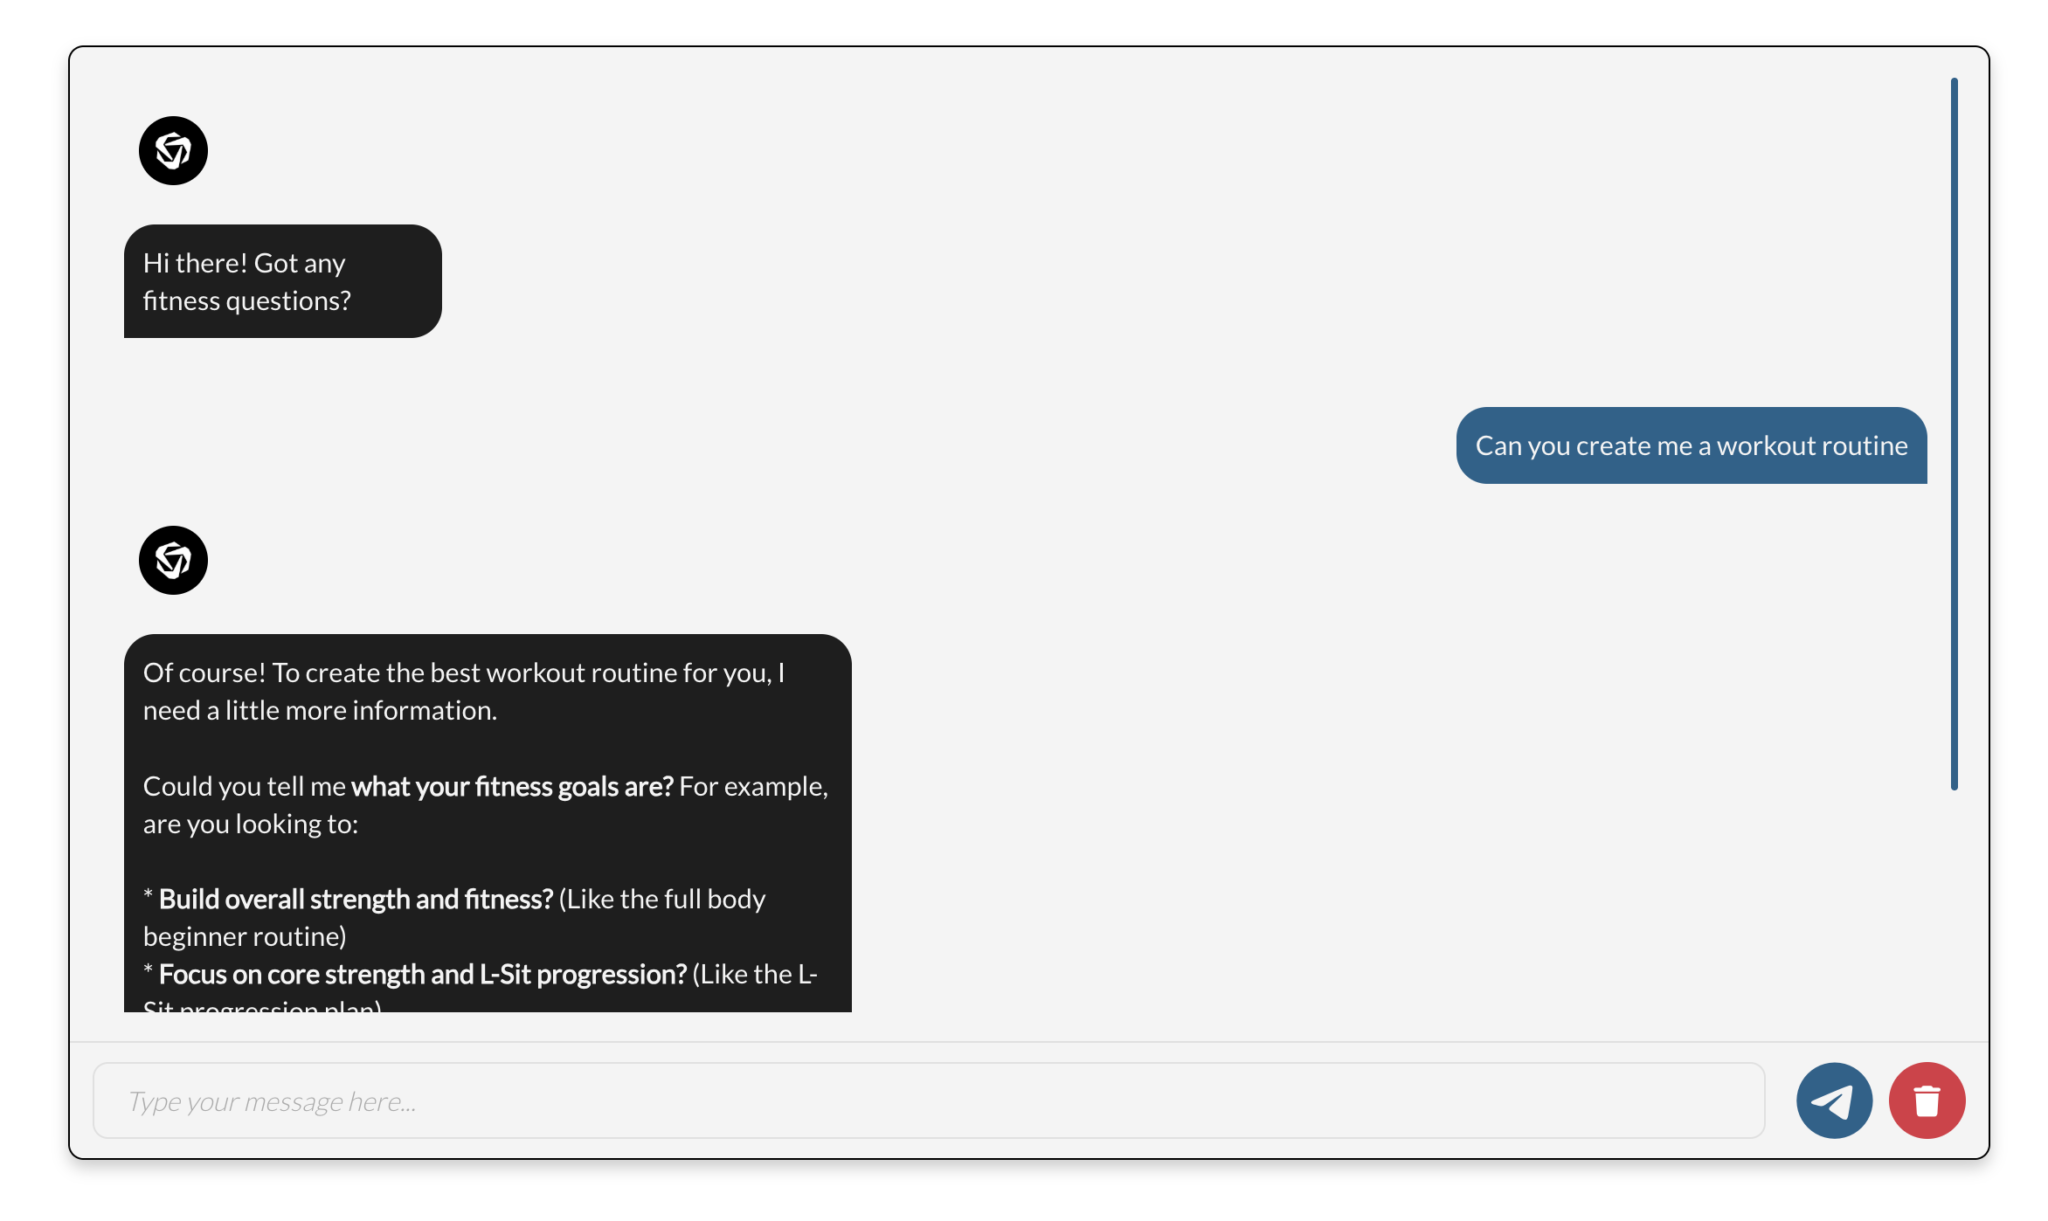 Hi there! Got any
fitness questions?
Can you create me a workout routine
Of course! To create the best workout routine for you, I
need a little more information.
Could you tell me what your fitness goals are? For example,
are you looking to:
* Build overall strength and fitness? (Like the full body
beginner routine)
* Focus on core strength and L-Sit progression? (Like the L-
Sit progression plan)
Type your message here...